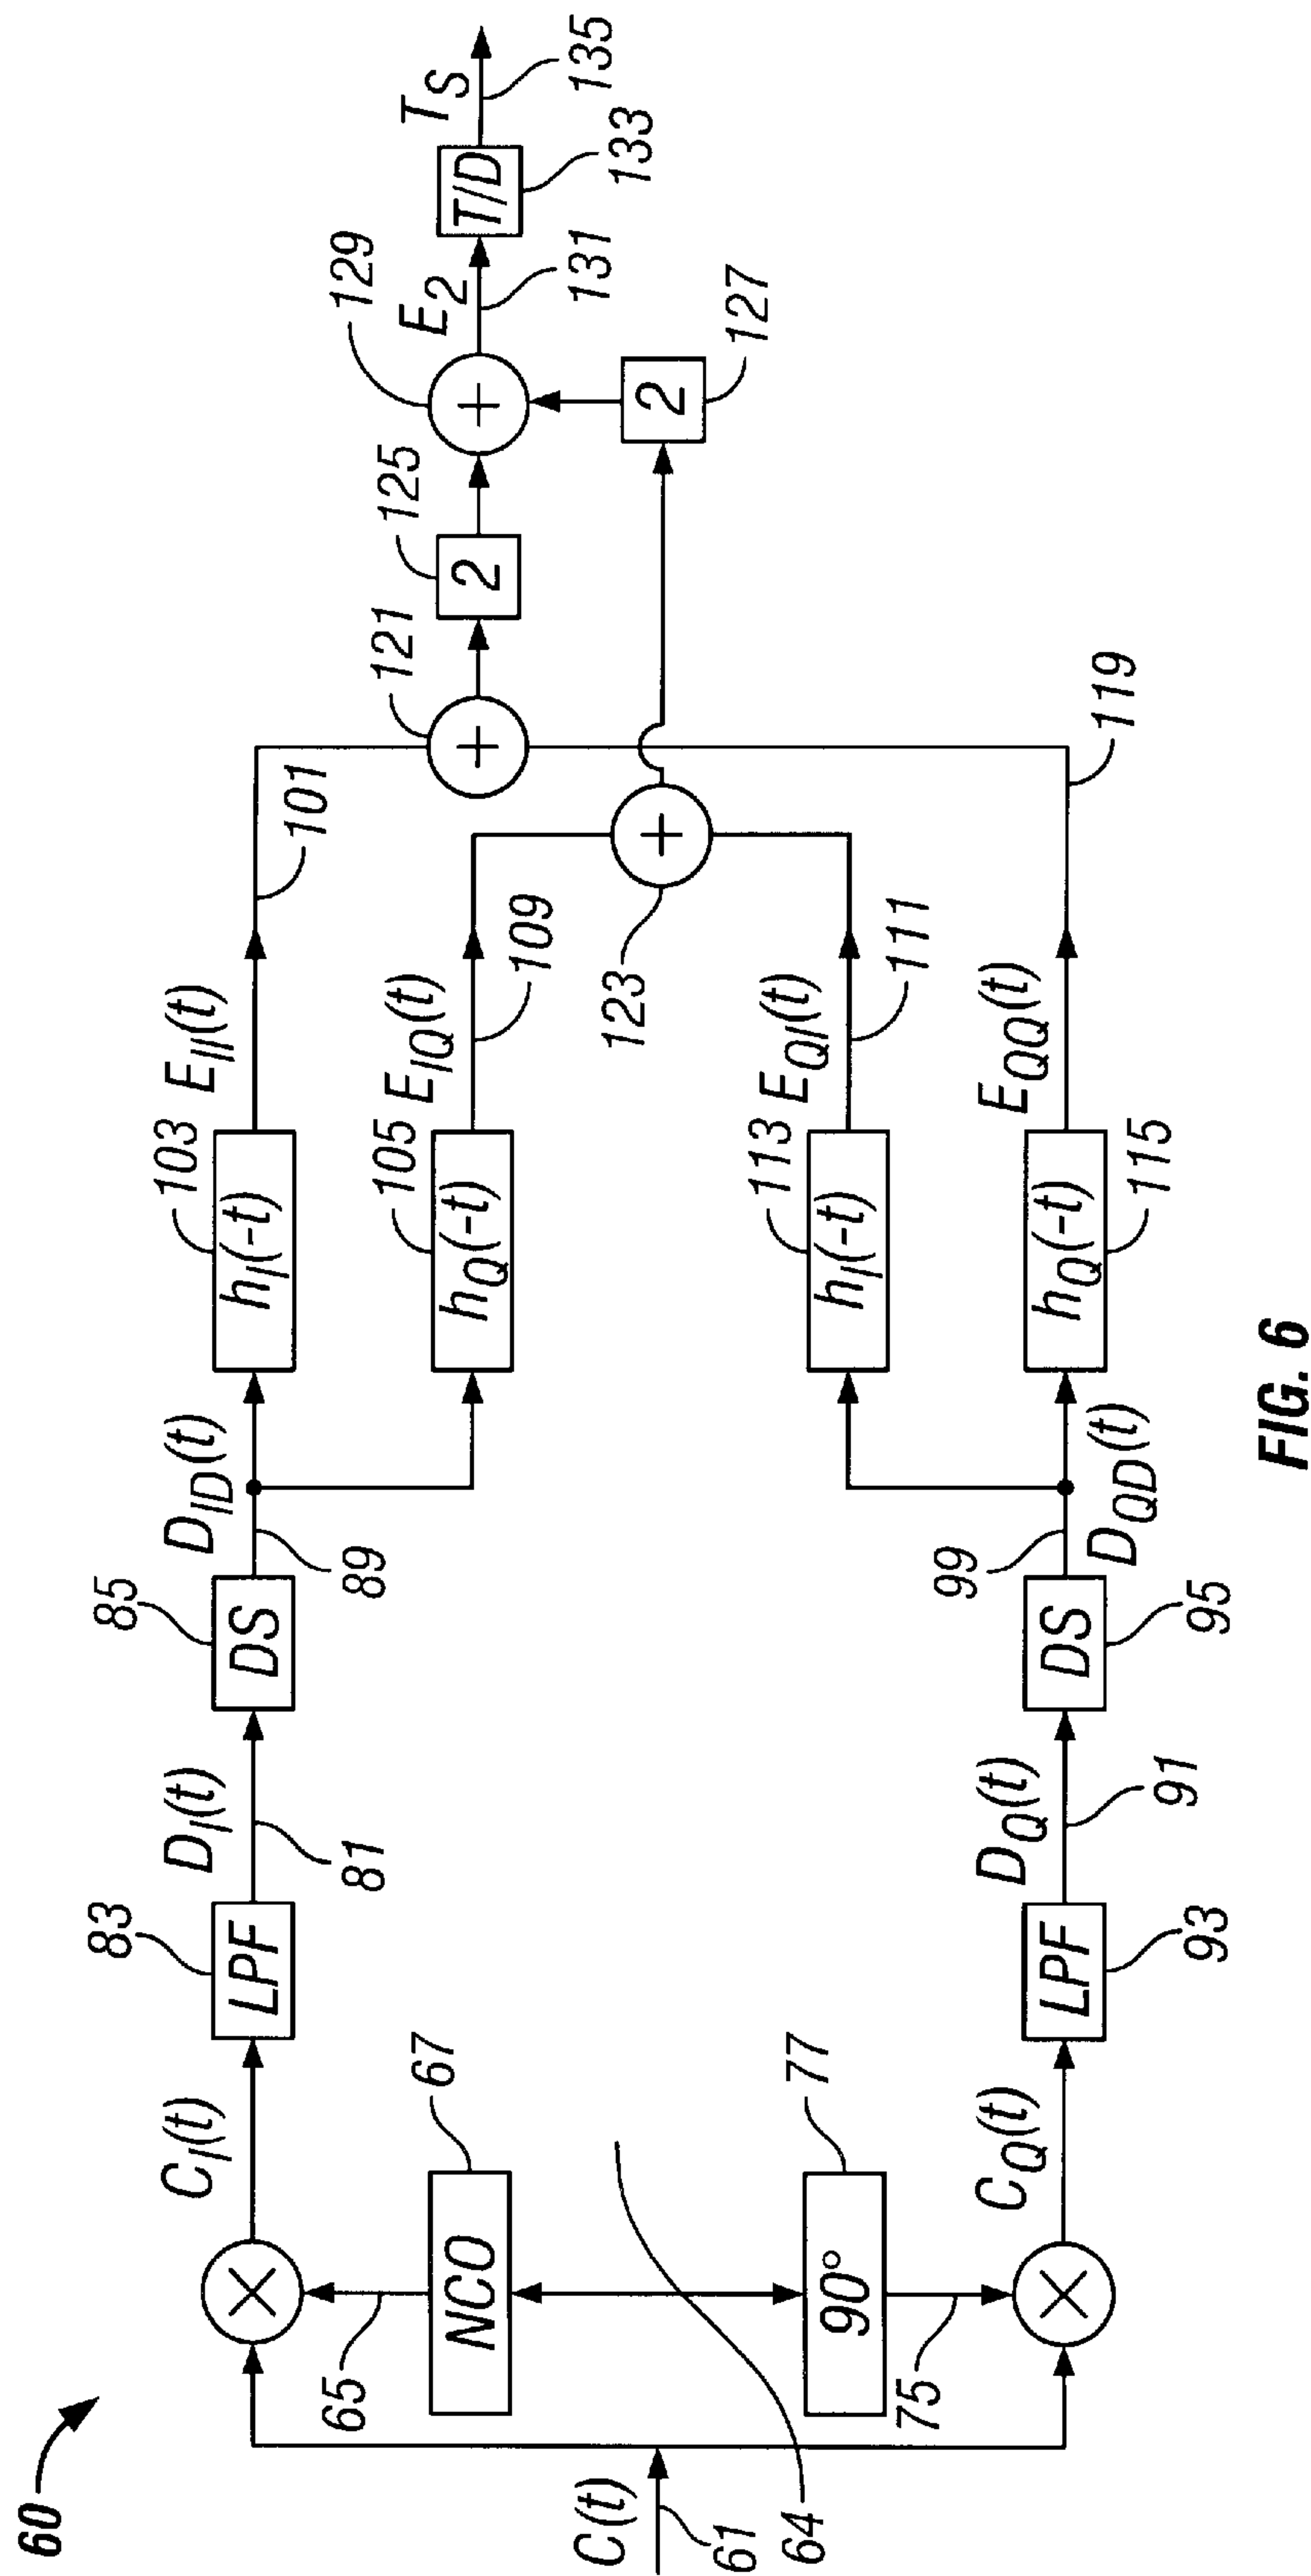 60
C(t)
61
64
65
NCO
67
90°
77
75
C_I(t)
C_Q(t)
83
LPF
LPF
93
D_I(t)
81
D_Q(t)
91
85
DS
DS
95
D_ID(t)
89
99
D_QD(t)
103
h_I(-t)
105
h_Q(-t)
113
h_I(-t)
115
h_Q(-t)
E_II(t)
101
E_IQ(t)
109
E_QI(t)
111
E_QQ(t)
119
121
+
123
+
125
2
127
2
129
+
E_2
131
T/D
133
T_S
135
FIG. 6